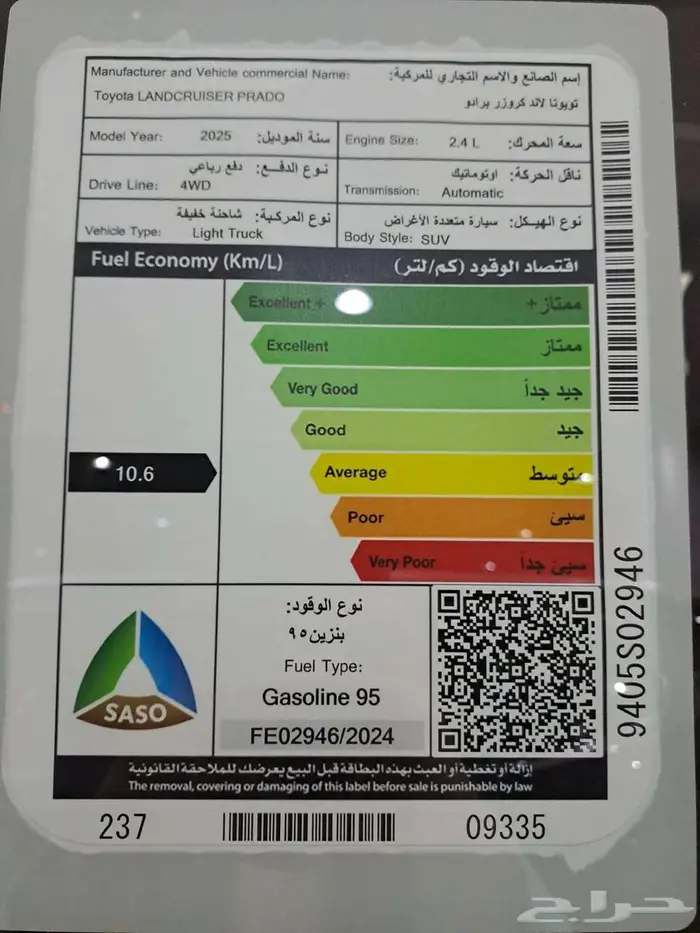 Manufacturer and Vehicle commercial Name: إسم الصانع والاسم التجاري للمركبة:
Toyota LANDCRUISER PRADO تويوتا لاند كروزر برادو
Model Year: 2025 سنة الموديل:
Engine Size: 2.4 L سعة المحرك:
نوع الدفع: دفع رباعي
Drive Line: 4WD
ناقل الحركة: اوتوماتيك
Transmission: Automatic
نوع المركبة: شاحنة خفيفة
Vehicle Type: Light Truck
نوع الهيكل: سيارة متعددة الأغراض
Body Style: SUV
Fuel Economy (Km/L) اقتصاد الوقود (كم/لتر)
Excellent + ممتاز +
Excellent ممتاز
Very Good جيد جداً
Good جيد
10.6 Average متوسط
Poor سيئ
Very Poor سيئ جداً
SASO
نوع الوقود:
بنزين ٩٥
Fuel Type:
Gasoline 95
FE02946/2024
إزالة أو تغطية أو العبث بهذه البطاقة قبل البيع يعرضك للملاحقة القانونية
The removal, covering or damaging of this label before sale is punishable by law
237 09335
9405S02946
حراج